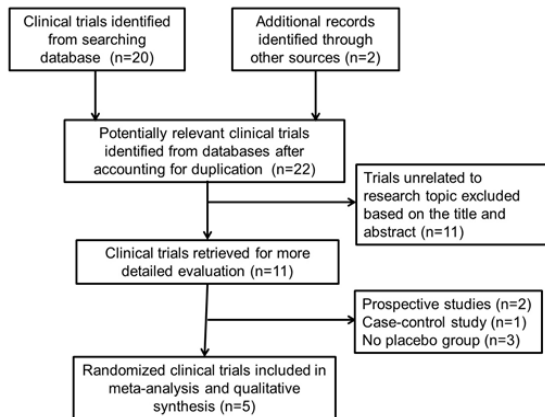 Clinical trials identified
from searching
database (n=20)
Additional records
identified through
other sources (n=2)
Potentially relevant clinical trials
identified from databases after
accounting for duplication (n=22)
Trials unrelated to
research topic excluded
based on the title and
abstract (n=11)
Clinical trials retrieved for more
detailed evaluation (n=11)
Prospective studies (n=2)
Case-control study (n=1)
No placebo group (n=3)
Randomized clinical trials included in
meta-analysis and qualitative
synthesis (n=5)